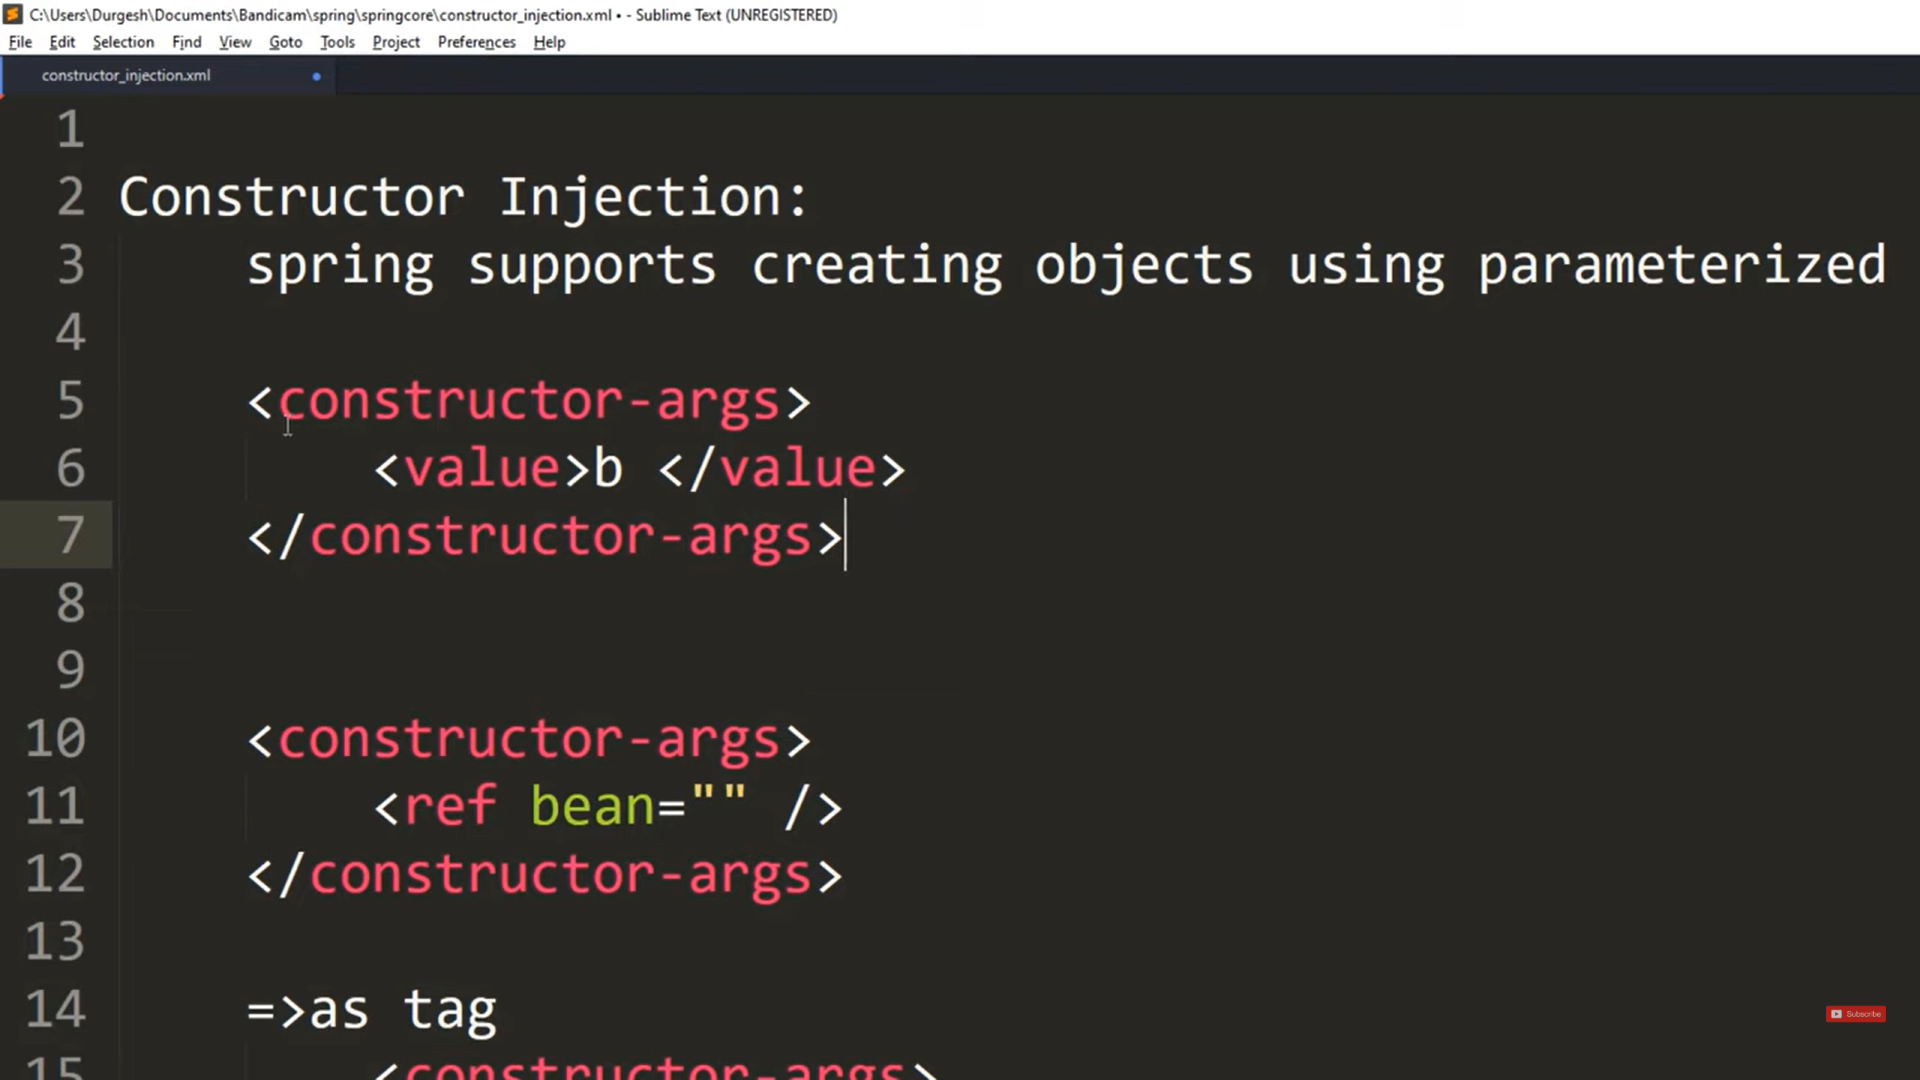 C:\Users\Durgesh\Documents\Bandicam\spring\springcore\constructor_injection.xml • - Sublime Text (UNREGISTERED)
File Edit Selection Find View Goto Tools Project Preferences Help
constructor_injection.xml
1
2 Constructor Injection:
3 spring supports creating objects using parameterized
4
5 <constructor-args>
6 <value>b </value>
7 </constructor-args>
8
9
10 <constructor-args>
11 <ref bean="" />
12 </constructor-args>
13
14 =>as tag
15 <constructor-args>
Subscribe